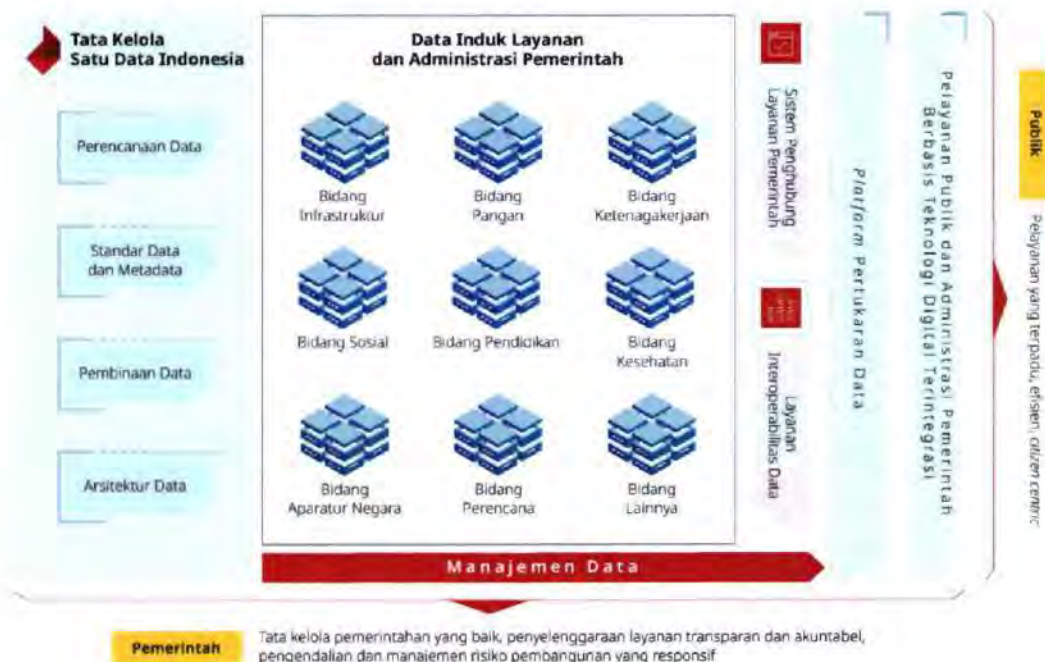 Tata Kelola
Satu Data Indonesia
Perencanaan Data
Standar Data
dan Metadata
Pembinaan Data
Arsitektur Data
Data Induk Layanan
dan Administrasi Pemerintah
Bidang
Infrastruktur
Bidang
Pangan
Bidang
Ketenagakerjaan
Bidang Sosial
Bidang Pendidikan
Bidang
Kesehatan
Bidang
Aparatur Negara
Bidang
Perencana
Bidang
Lainnya
Manajemen Data
Sistem Penghubung
Layanan Pemerintah
Layanan
Interoperabilitas Data
Platform Pertukaran Data
Pelayanan Publik dan Administrasi Pemerintah
Berbasis Teknologi Digital Terintegrasi
Publik
Pelayanan yang terpadu, efisien, citizen centric
Pemerintah
Tata kelola pemerintahan yang baik, penyelenggaraan layanan transparan dan akuntabel,
pengendalian dan manajemen risiko pembangunan yang responsif